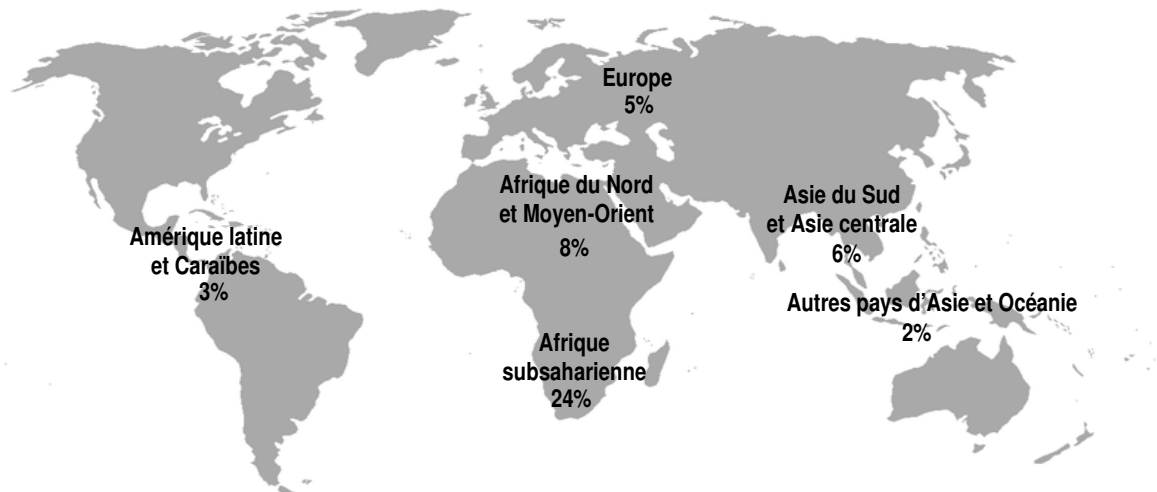 Europe
5%
Afrique du Nord
et Moyen-Orient
8%
Asie du Sud
et Asie centrale
6%
Amérique latine
et Caraïbes
3%
Autres pays d'Asie et Océanie
2%
Afrique
subsaharienne
24%